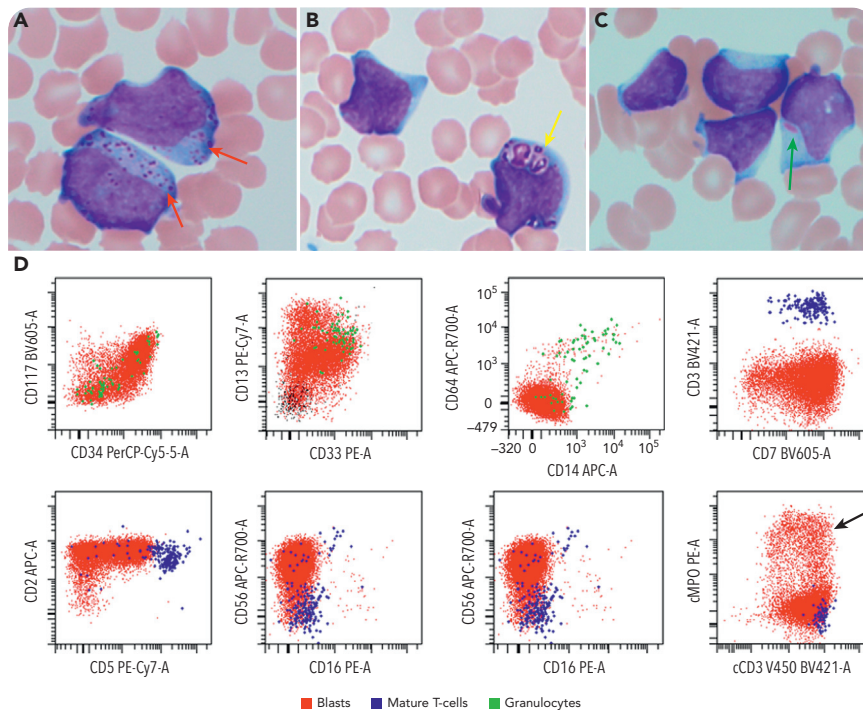 A
B
C
D
CD117 BV605-A
CD34 PerCP-Cy5-5-A
CD13 PE-Cy7-A
CD33 PE-A
CD64 APC-R700-A
10⁵
10⁴
10³
0
−479
−320 0 10³ 10⁴ 10⁵
CD14 APC-A
CD3 BV421-A
CD7 BV605-A
CD2 APC-A
CD5 PE-Cy7-A
CD56 APC-R700-A
CD16 PE-A
CD56 APC-R700-A
CD16 PE-A
cMPO PE-A
cCD3 V450 BV421-A
Blasts Mature T-cells Granulocytes